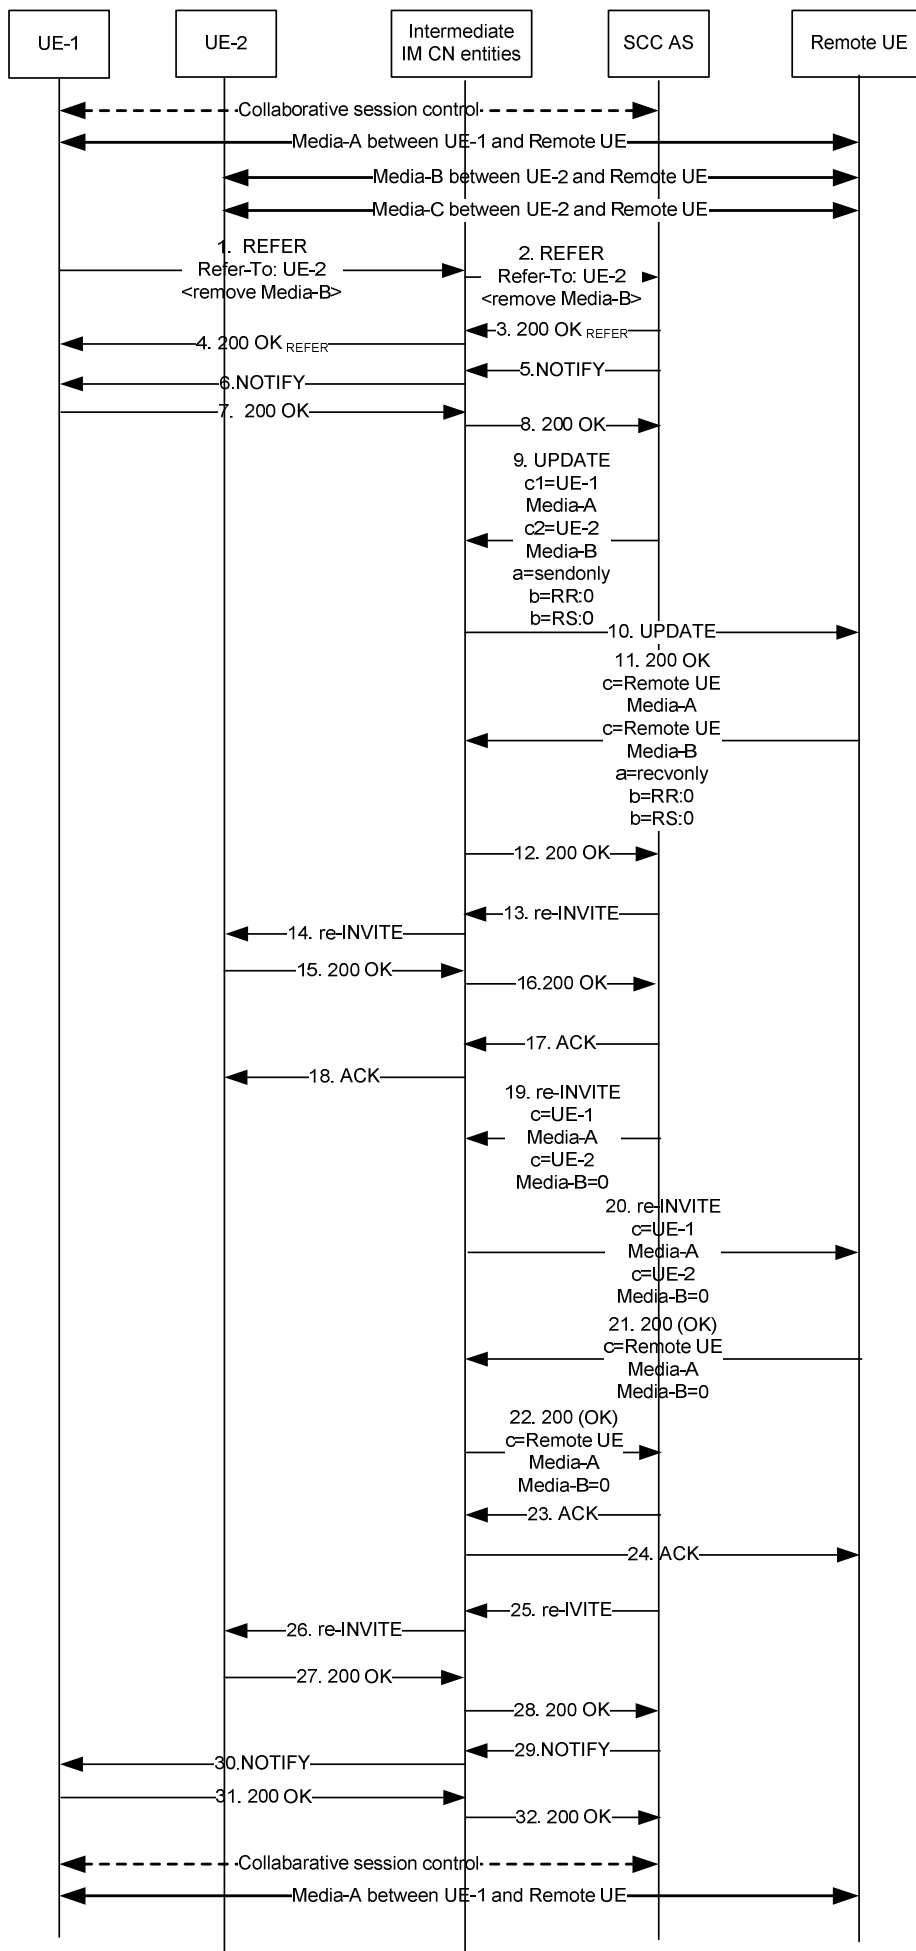 UE-1
UE-2
Intermediate
IM CN entities
SCC AS
Remote UE
Collaborative session control
Media-A between UE-1 and Remote UE
Media-B between UE-2 and Remote UE
Media-C between UE-2 and Remote UE
1. REFER
Refer-To: UE-2
<remove Media-B>
2. REFER
Refer-To: UE-2
<remove Media-B>
3. 200 OK REFER
4. 200 OK REFER
5.NOTIFY
6.NOTIFY
7. 200 OK
8. 200 OK
9. UPDATE
c1=UE-1
Media-A
c2=UE-2
Media-B
a=sendonly
b=RR:0
b=RS:0
10. UPDATE
11. 200 OK
c=Remote UE
Media-A
c=Remote UE
Media-B
a=recvonly
b=RR:0
b=RS:0
12. 200 OK
13. re-INVITE
14. re-INVITE
15. 200 OK
16.200 OK
17. ACK
18. ACK
19. re-INVITE
c=UE-1
Media-A
c=UE-2
Media-B=0
20. re-INVITE
c=UE-1
Media-A
c=UE-2
Media-B=0
21. 200 (OK)
c=Remote UE
Media-A
Media-B=0
22. 200 (OK)
c=Remote UE
Media-A
Media-B=0
23. ACK
24. ACK
25. re-IVITE
26. re-INVITE
27. 200 OK
28. 200 OK
29.NOTIFY
30.NOTIFY
31. 200 OK
32. 200 OK
Collabarative session control
Media-A between UE-1 and Remote UE